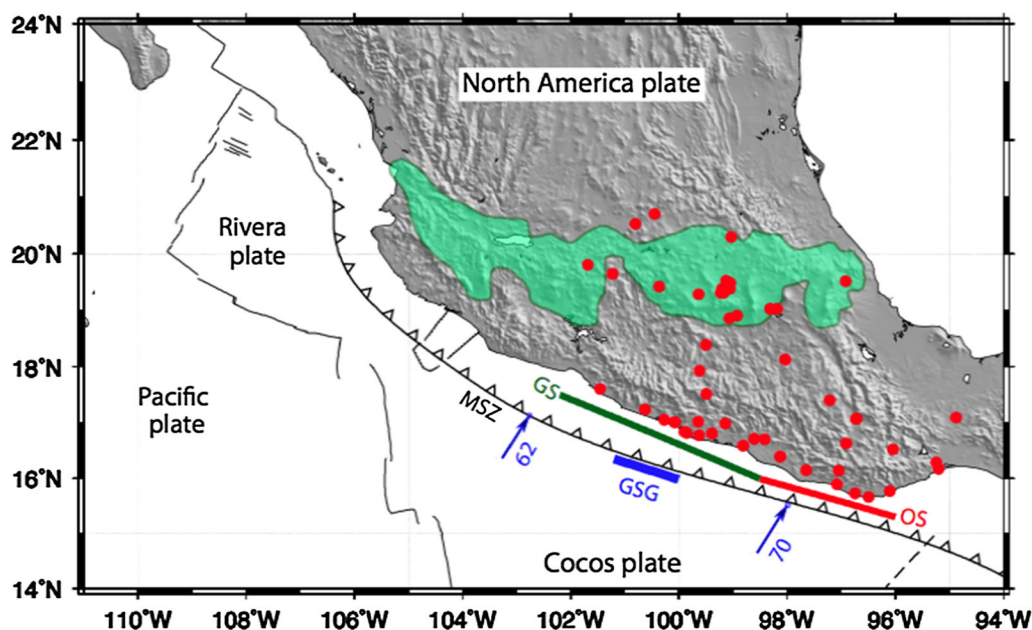 24°N
22°N
20°N
18°N
16°N
14°N
North America plate
Rivera
plate
Pacific
plate
MSZ
GS
62
GSG
70
OS
Cocos plate
110°W
108°W
106°W
104°W
102°W
100°W
98°W
96°W
94°W